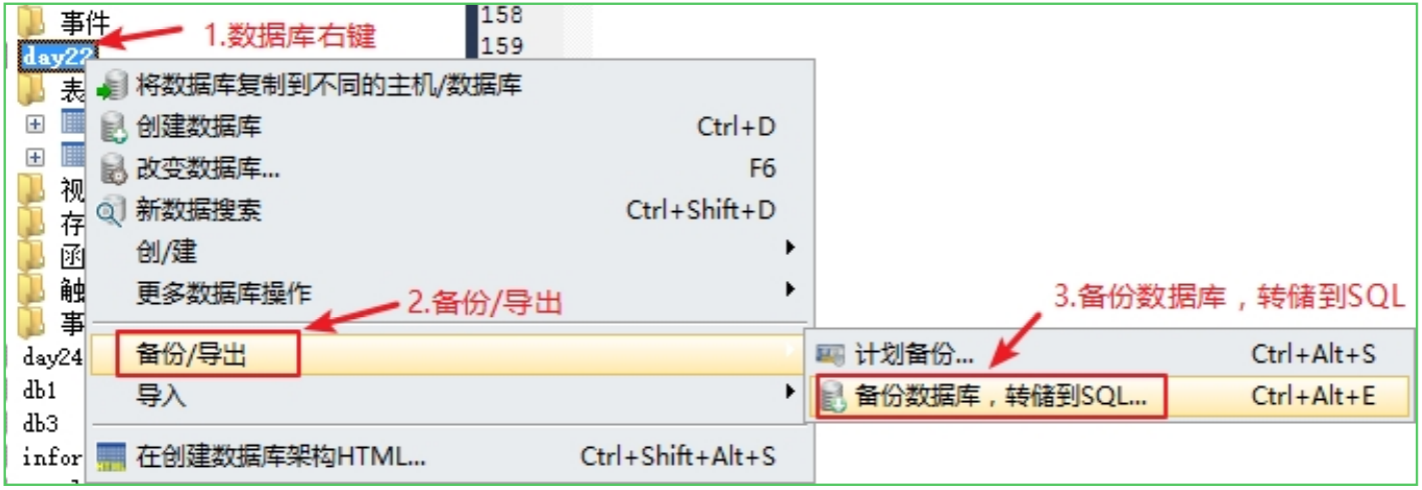 事件
158
1.数据库右键
159
day22
表
将数据库复制到不同的主机/数据库
创建数据库 Ctrl+D
改变数据库... F6
视
新数据搜索 Ctrl+Shift+D
存
函
创/建
触
更多数据库操作
2.备份/导出
3.备份数据库，转储到SQL
事
day24
备份/导出
计划备份... Ctrl+Alt+S
db1
导入
备份数据库，转储到SQL... Ctrl+Alt+E
db3
infor
在创建数据库架构HTML... Ctrl+Shift+Alt+S